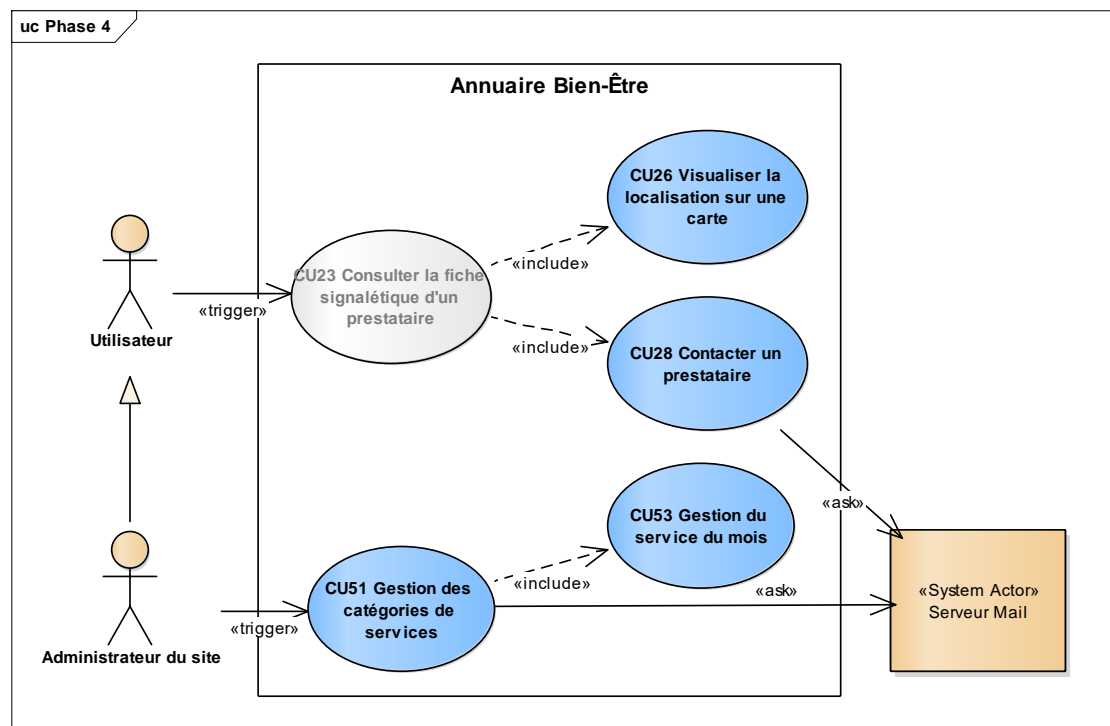 uc Phase 4
Annuaire Bien-Être
CU26 Visualiser la
localisation sur une
carte
«include»
CU23 Consulter la fiche
signalétique d'un
prestataire
«trigger»
Utilisateur
«include»
CU28 Contacter un
prestataire
«ask»
CU53 Gestion du
service du mois
«include»
CU51 Gestion des
catégories de
services
«ask»
«System Actor»
Serveur Mail
«trigger»
Administrateur du site